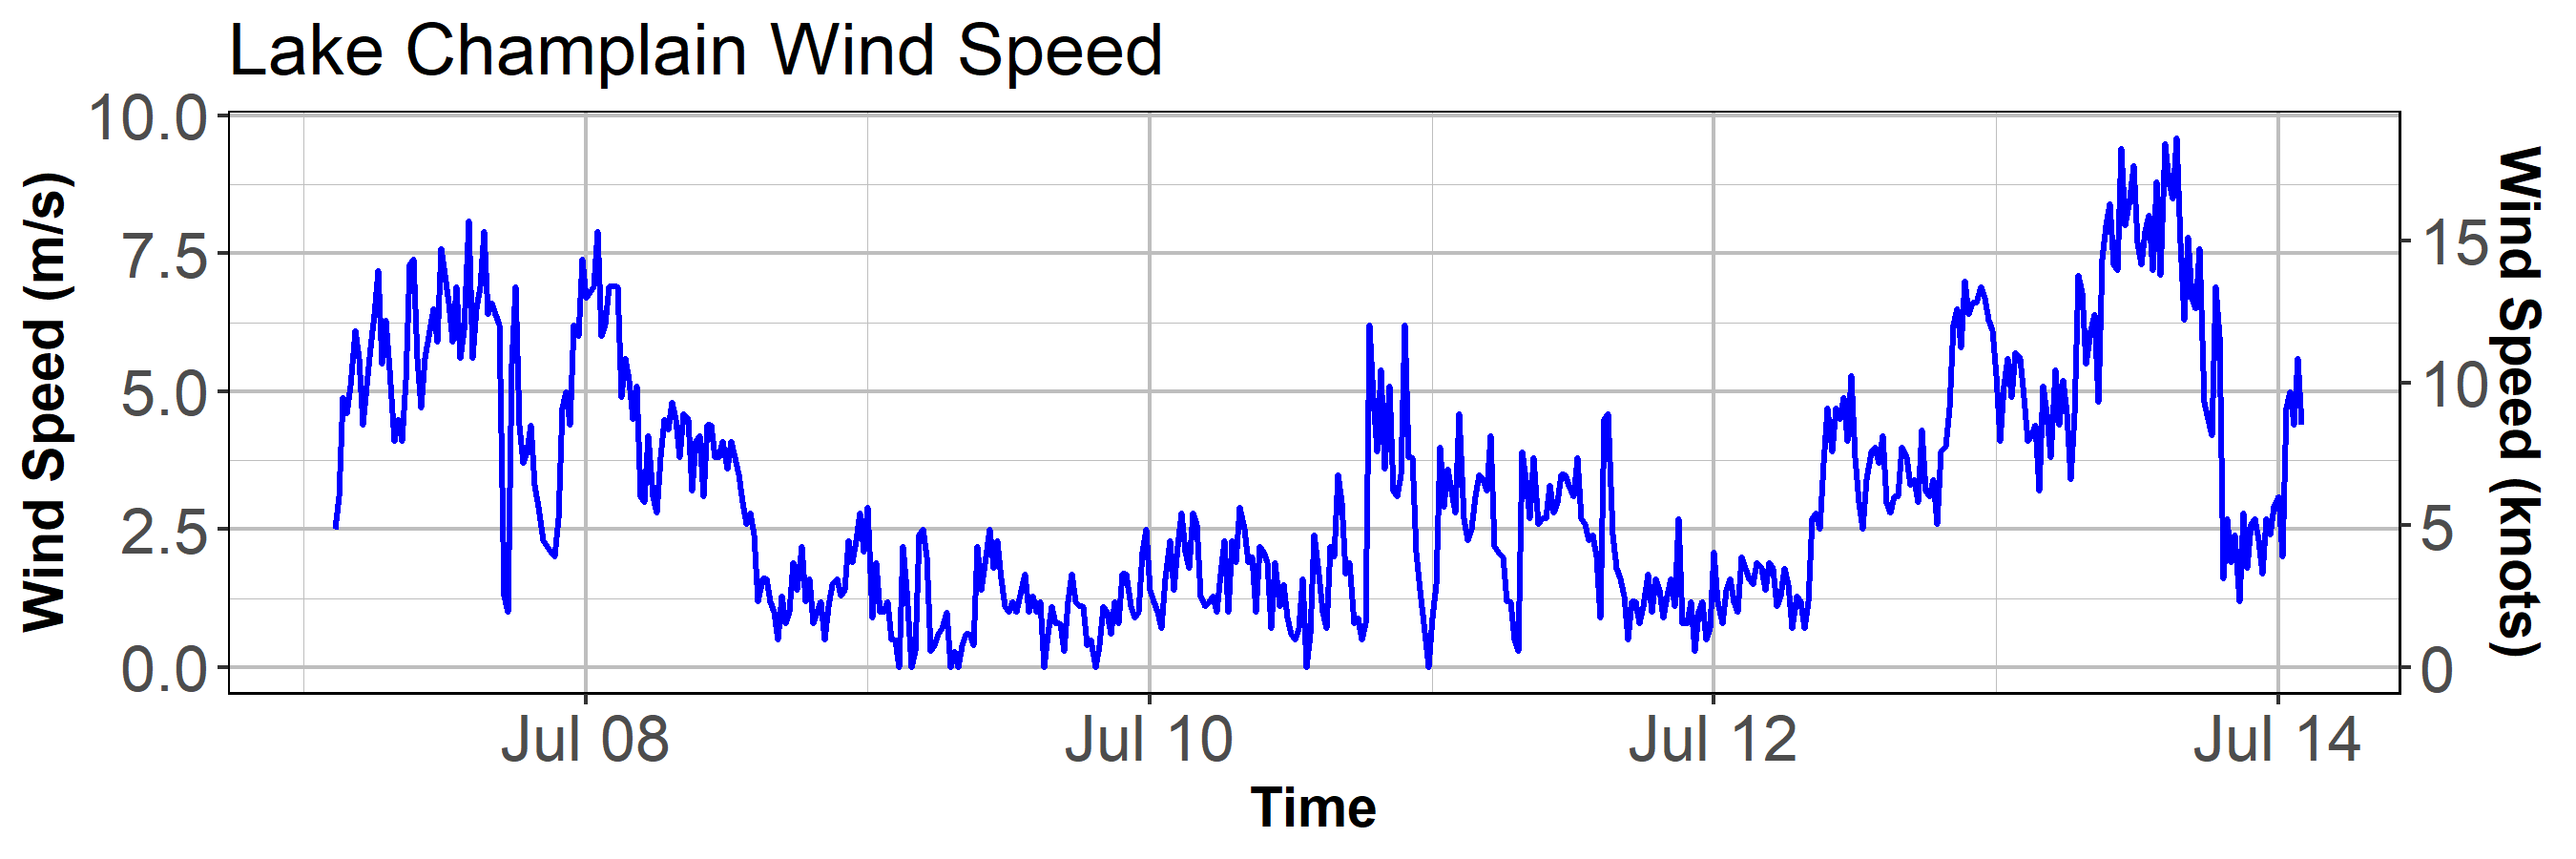 Lake Champlain Wind Speed
Wind Speed (m/s)
10.0
7.5
5.0
2.5
0.0
15
10
5
0
Wind Speed (knots)
Jul 08
Jul 10
Jul 12
Jul 14
Time